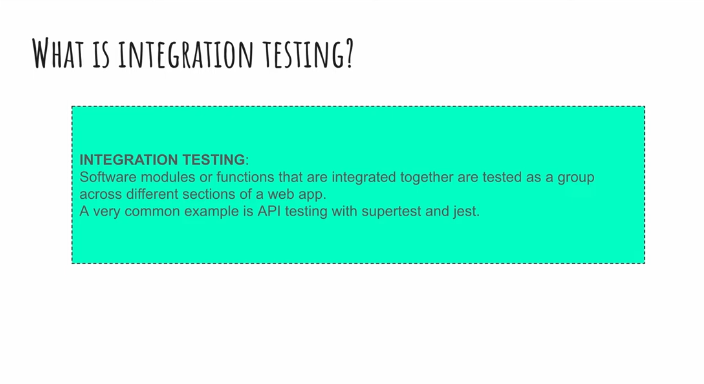 What is integration testing?
INTEGRATION TESTING:
Software modules or functions that are integrated together are tested as a group
across different sections of a web app.
A very common example is API testing with supertest and jest.